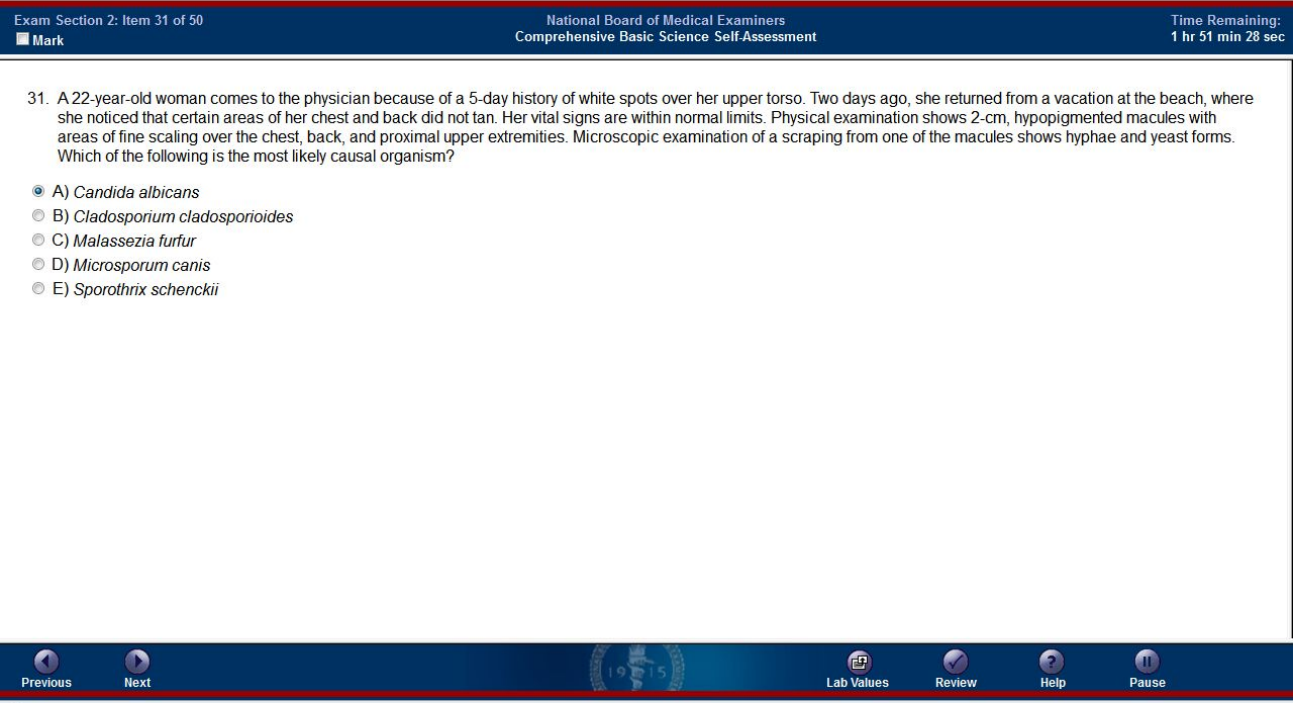 Exam Section 2: Item 31 of 50
National Board of Medical Examiners
Time Remaining:
Mark
Comprehensive Basic Science Self-Assessment
1 hr 51 min 28 sec
31. A 22-year-old woman comes to the physician because of a 5-day history of white spots over her upper torso. Two days ago, she returned from a vacation at the beach, where
she noticed that certain areas of her chest and back did not tan. Her vital signs are within normal limits. Physical examination shows 2-cm, hypopigmented macules with
areas of fine scaling over the chest, back, and proximal upper extremities. Microscopic examination of a scraping from one of the macules shows hyphae and yeast forms.
Which of the following is the most likely causal organism?
A) Candida albicans
B) Cladosporium cladosporioides
C) Malassezia furfur
D) Microsporum canis
E) Sporothrix schenckii
1915
Previous
Next
Lab Values
Review
Help
Pause